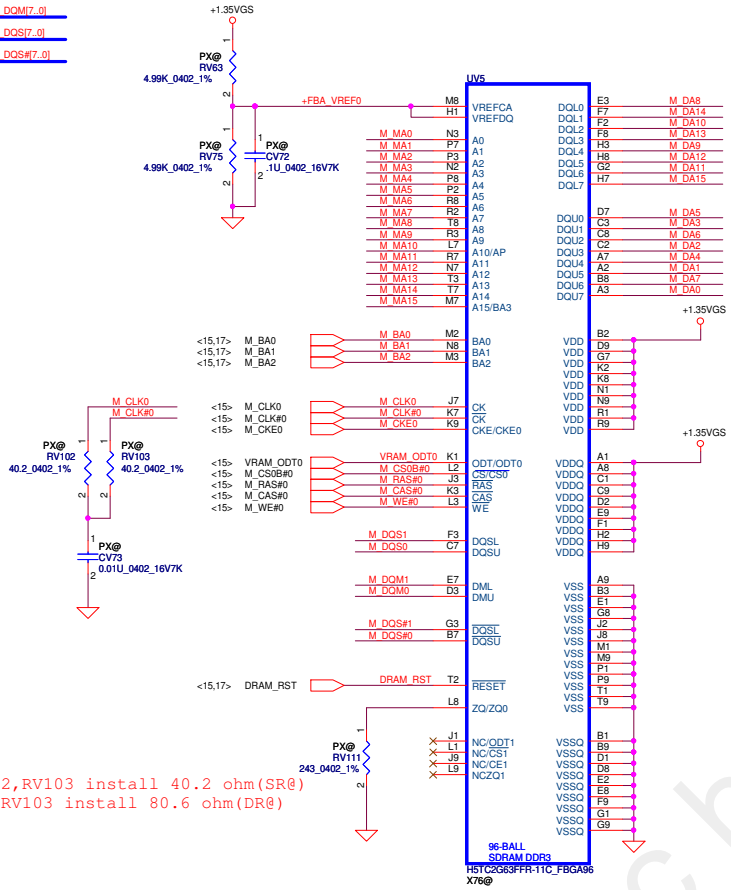 DQM[7..0]
DQS[7..0]
DQS#[7..0]
+1.35VGS
1
PX@
RV63
4.99K_0402_1%
2
+FBA_VREF0
PX@
RV75
4.99K_0402_1%
1
2
1
PX@
CV72
.1U_0402_16V7K
2
UV5
M8 VREFCA
H1 VREFDQ
M_MA0 N3 A0
M_MA1 P7 A1
M_MA2 P3 A2
M_MA3 N2 A3
M_MA4 P8 A4
M_MA5 P2 A5
M_MA6 R8 A6
M_MA7 R2 A7
M_MA8 T8 A8
M_MA9 R3 A9
M_MA10 L7 A10/AP
M_MA11 R7 A11
M_MA12 N7 A12
M_MA13 T3 A13
M_MA14 T7 A14
M_MA15 M7 A15/BA3
DQL0 E3 M_DA8
DQL1 F7 M_DA14
DQL2 F2 M_DA10
DQL3 F8 M_DA13
DQL4 H3 M_DA9
DQL5 H8 M_DA12
DQL6 G2 M_DA11
DQL7 H7 M_DA15
DQU0 D7 M_DA5
DQU1 C3 M_DA3
DQU2 C8 M_DA6
DQU3 C2 M_DA2
DQU4 A7 M_DA4
DQU5 A2 M_DA1
DQU6 B8 M_DA7
DQU7 A3 M_DA0
+1.35VGS
<15,17> M_BA0 M_BA0 M2 BA0
<15,17> M_BA1 M_BA1 N8 BA1
<15,17> M_BA2 M_BA2 M3 BA2
VDD B2
VDD D9
VDD G7
VDD K2
VDD K8
VDD N1
VDD N9
VDD R1
VDD R9
M_CLK0
M_CLK#0
<15> M_CLK0 M_CLK0 J7 CK
<15> M_CLK#0 M_CLK#0 K7 CK
<15> M_CKE0 M_CKE0 K9 CKE/CKE0
+1.35VGS
1
PX@
RV102
40.2_0402_1%
2
1
PX@
RV103
40.2_0402_1%
2
<15> VRAM_ODT0 VRAM_ODT0 K1 ODT/ODT0
<15> M_CS0B#0 M_CS0B#0 L2 CS/CS0
<15> M_RAS#0 M_RAS#0 J3 RAS
<15> M_CAS#0 M_CAS#0 K3 CAS
<15> M_WE#0 M_WE#0 L3 WE
VDDQ A1
VDDQ A8
VDDQ C1
VDDQ C9
VDDQ D2
VDDQ E9
VDDQ F1
VDDQ H2
VDDQ H9
1
PX@
CV73
0.01U_0402_16V7K
2
M_DQS1 F3 DQSL
M_DQS0 C7 DQSU
M_DQM1 E7 DML
M_DQM0 D3 DMU
M_DQS#1 G3 DQSL
M_DQS#0 B7 DQSU
VSS A9
VSS B3
VSS E1
VSS G8
VSS J2
VSS J8
VSS M1
VSS M9
VSS P1
VSS P9
VSS T1
VSS T9
<15,17> DRAM_RST DRAM_RST T2 RESET
L8 ZQ/ZQ0
1
PX@
RV111
243_0402_1%
2
J1 NC/ODT1
L1 NC/CS1
J9 NC/CE1
L9 NCZQ1
VSSQ B1
VSSQ B9
VSSQ D1
VSSQ D8
VSSQ E2
VSSQ E8
VSSQ F9
VSSQ G1
VSSQ G9
2,RV103 install 40.2 ohm(SR@)
RV103 install 80.6 ohm(DR@)
96-BALL
SDRAM DDR3
H5TC2G63FFR-11C_FBGA96
X76@